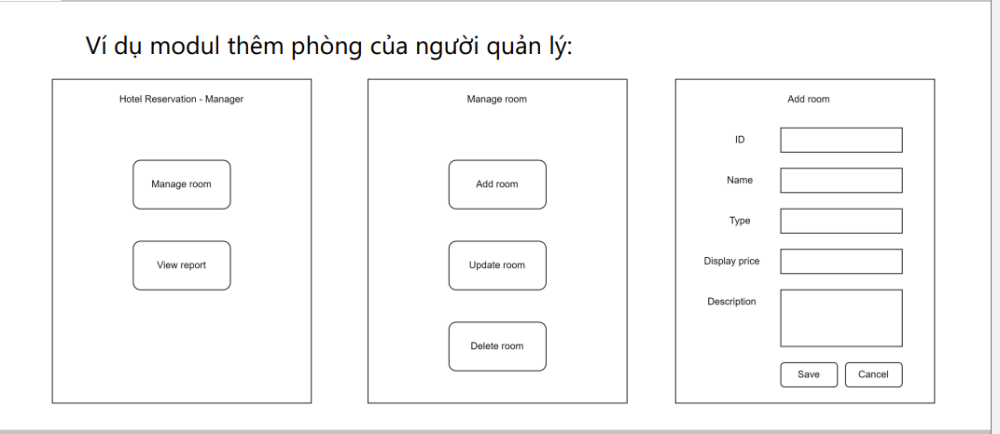 Ví dụ modul thêm phòng của người quản lý:
Hotel Reservation - Manager
Manage room
View report
Manage room
Add room
Update room
Delete room
Add room
ID
Name
Type
Display price
Description
Save
Cancel